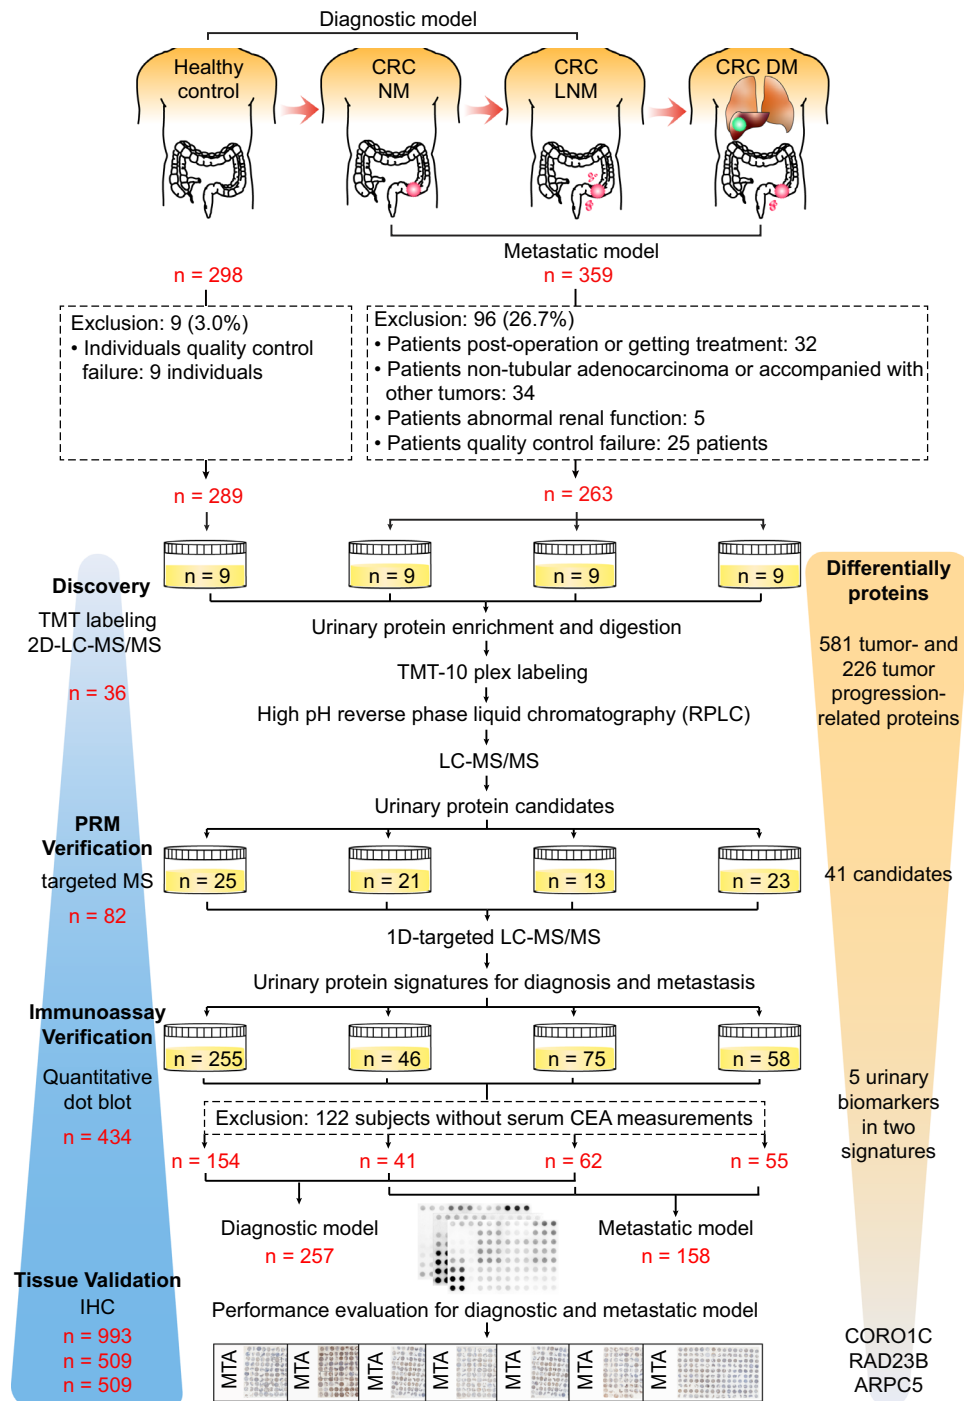 Diagnostic model
Healthy
control
CRC
NM
CRC
LNM
CRC DM
Metastatic model
n = 298
n = 359
Exclusion: 9 (3.0%)
• Individuals quality control
failure: 9 individuals
Exclusion: 96 (26.7%)
• Patients post-operation or getting treatment: 32
• Patients non-tubular adenocarcinoma or accompanied with
other tumors: 34
• Patients abnormal renal function: 5
• Patients quality control failure: 25 patients
n = 289
n = 263
n = 9
n = 9
n = 9
n = 9
Discovery
TMT labeling
2D-LC-MS/MS
n = 36
Differentially
proteins
581 tumor- and
226 tumor
progression-
related proteins
Urinary protein enrichment and digestion
TMT-10 plex labeling
High pH reverse phase liquid chromatography (RPLC)
LC-MS/MS
Urinary protein candidates
PRM
Verification
targeted MS
n = 82
n = 25
n = 21
n = 13
n = 23
41 candidates
1D-targeted LC-MS/MS
Urinary protein signatures for diagnosis and metastasis
Immunoassay
Verification
Quantitative
dot blot
n = 434
n = 255
n = 46
n = 75
n = 58
5 urinary
biomarkers
in two
signatures
Exclusion: 122 subjects without serum CEA measurements
n = 154
n = 41
n = 62
n = 55
Diagnostic model
n = 257
Metastatic model
n = 158
Tissue Validation
IHC
n = 993
n = 509
n = 509
Performance evaluation for diagnostic and metastatic model
MTA
MTA
MTA
MTA
MTA
MTA
MTA
CORO1C
RAD23B
ARPC5